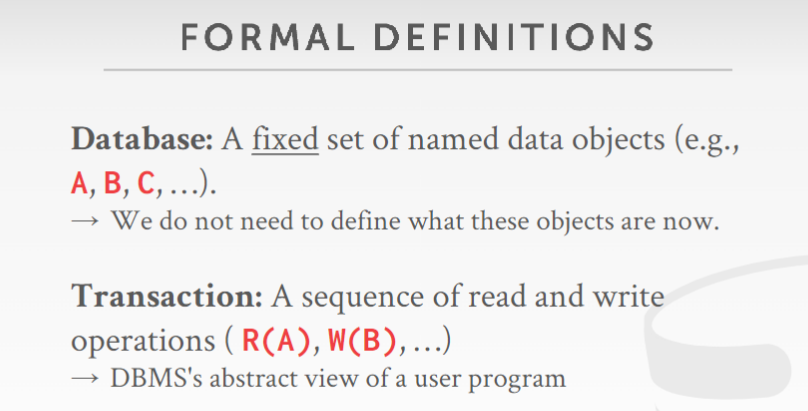 FORMAL DEFINITIONS
Database: A fixed set of named data objects (e.g.,
A, B, C, …).
→ We do not need to define what these objects are now.
Transaction: A sequence of read and write
operations ( R(A), W(B), …)
→ DBMS's abstract view of a user program